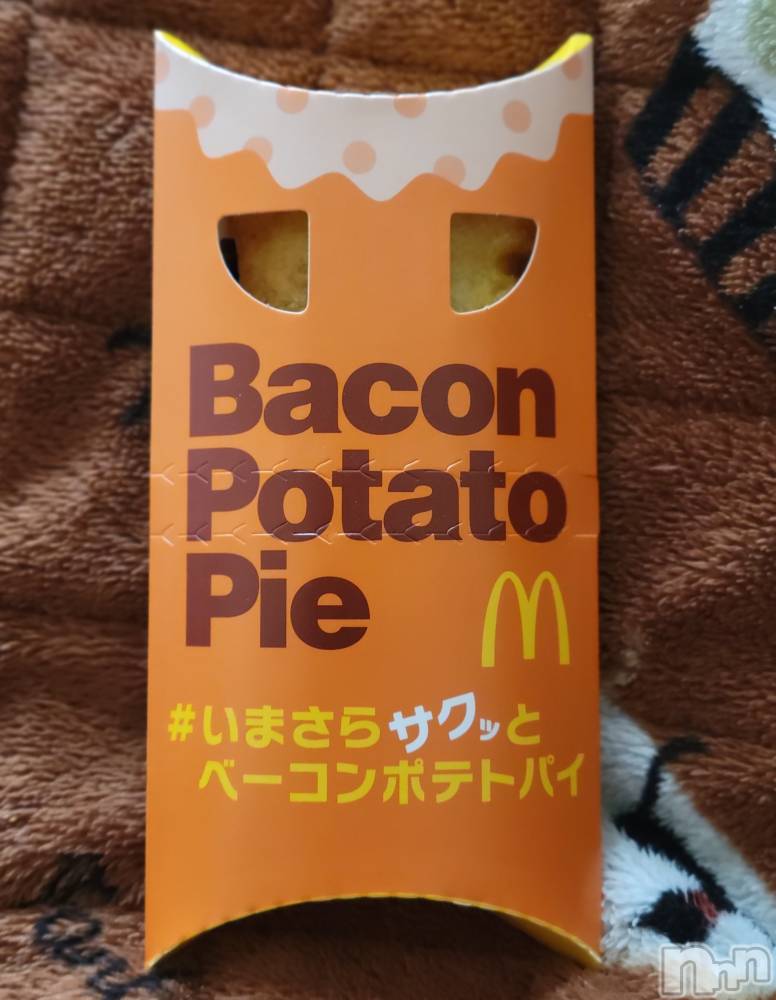 Bacon
Potato
Pie
#いまさらサクッと
ベーコンポテトパイ
nnn